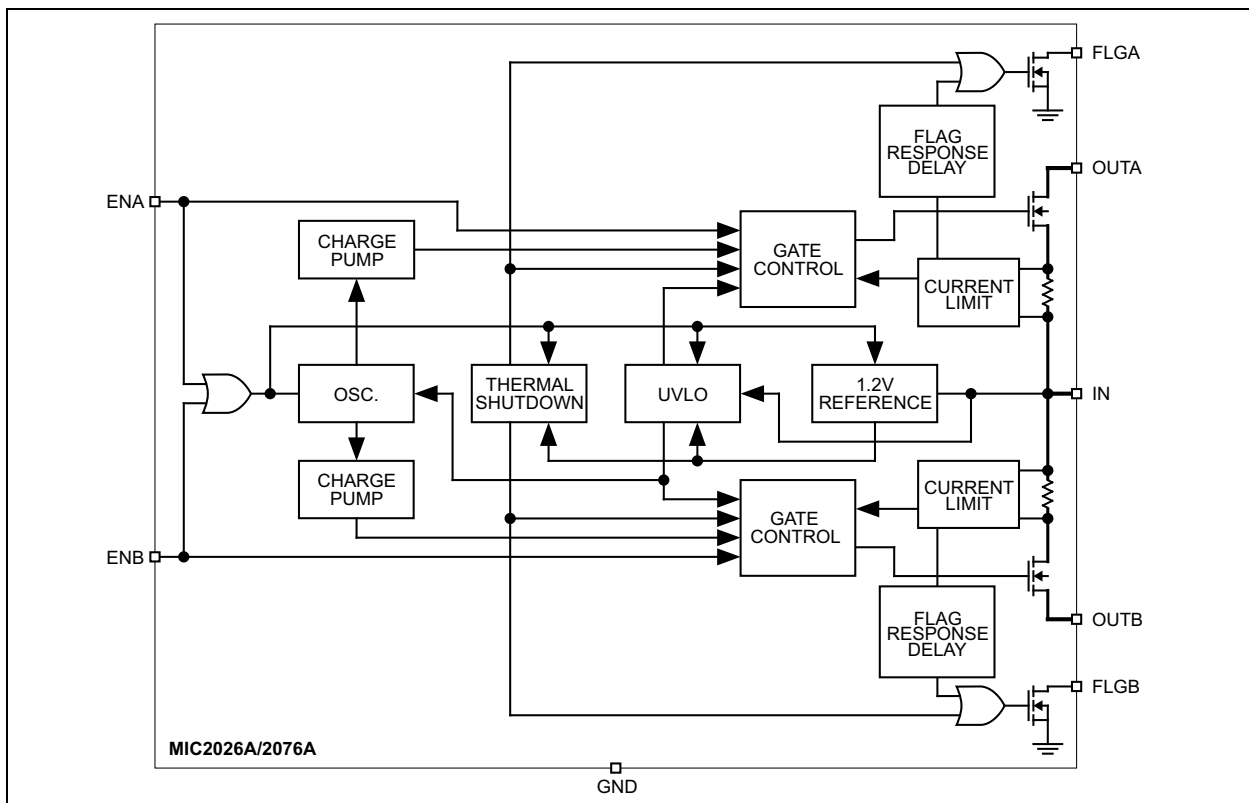 FLGA
FLAG
RESPONSE
DELAY
OUTA
ENA
CHARGE
PUMP
GATE
CONTROL
CURRENT
LIMIT
OSC.
THERMAL
SHUTDOWN
UVLO
1.2V
REFERENCE
IN
CHARGE
PUMP
CURRENT
LIMIT
GATE
CONTROL
ENB
FLAG
RESPONSE
DELAY
OUTB
FLGB
MIC2026A/2076A
GND